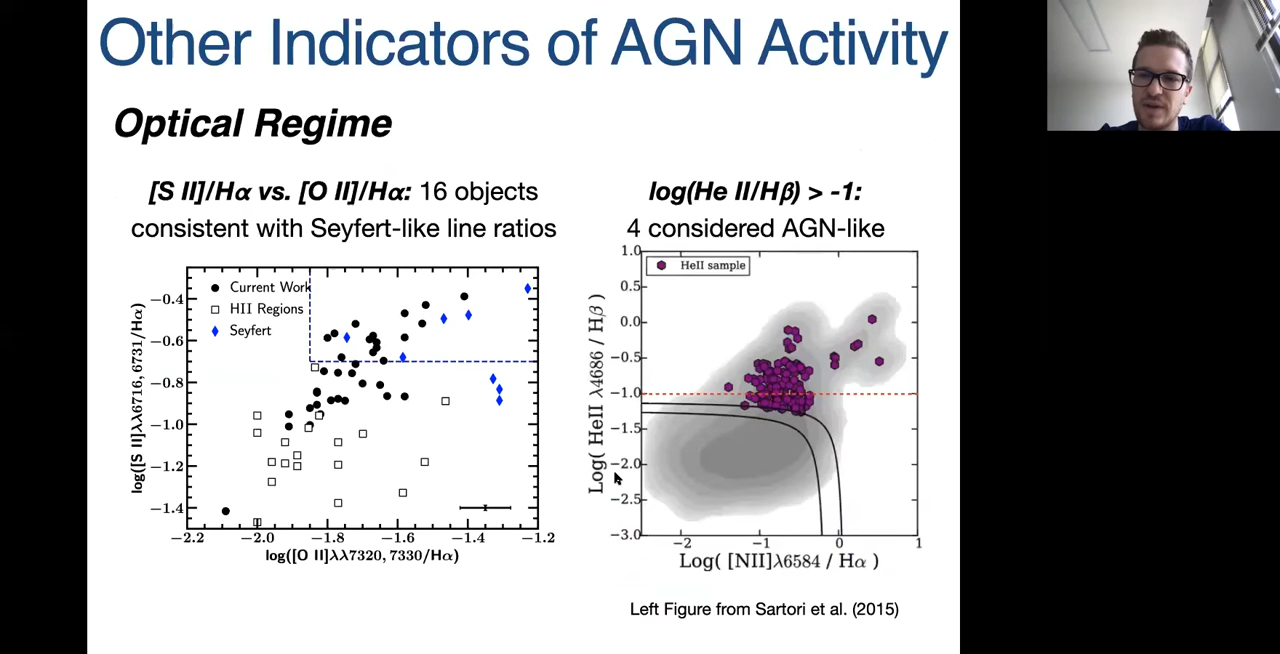 Other Indicators of AGN Activity
Optical Regime
[S II]/Hα vs. [O II]/Hα: 16 objects
consistent with Seyfert-like line ratios
log([S II]λλ6716, 6731/Hα)
−0.4
−0.6
−0.8
−1.0
−1.2
−1.4
Current Work
HII Regions
Seyfert
−2.2 −2.0 −1.8 −1.6 −1.4 −1.2
log([O II]λλ7320, 7330/Hα)
log(He II/Hβ) > -1:
4 considered AGN-like
Log( HeII λ4686 / Hβ )
1.0
0.5
0.0
−0.5
−1.0
−1.5
−2.0
−2.5
−3.0
HeII sample
−2 −1 0 1
Log( [NII]λ6584 / Hα )
Left Figure from Sartori et al. (2015)